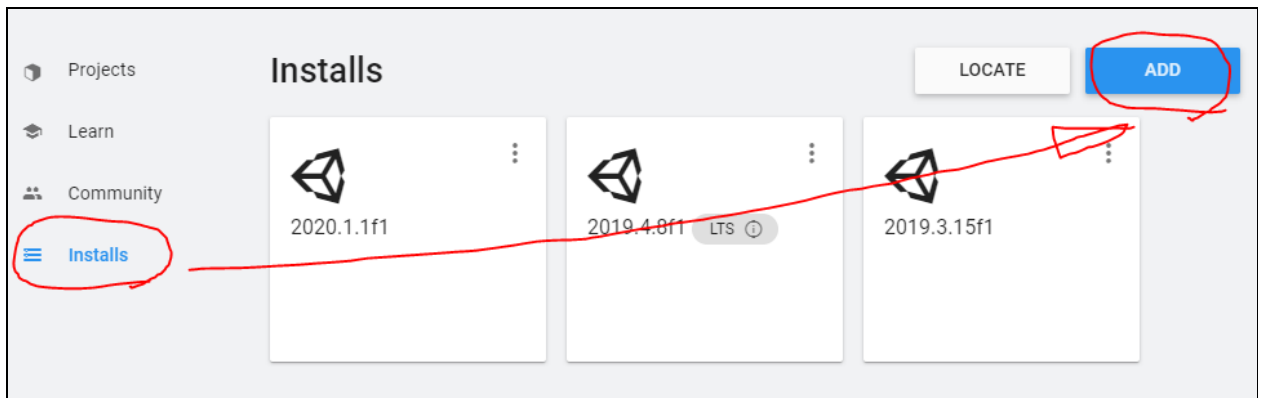 Projects
Learn
Community
Installs
Installs
LOCATE
ADD
2020.1.1f1
2019.4.8f1 LTS
2019.3.15f1